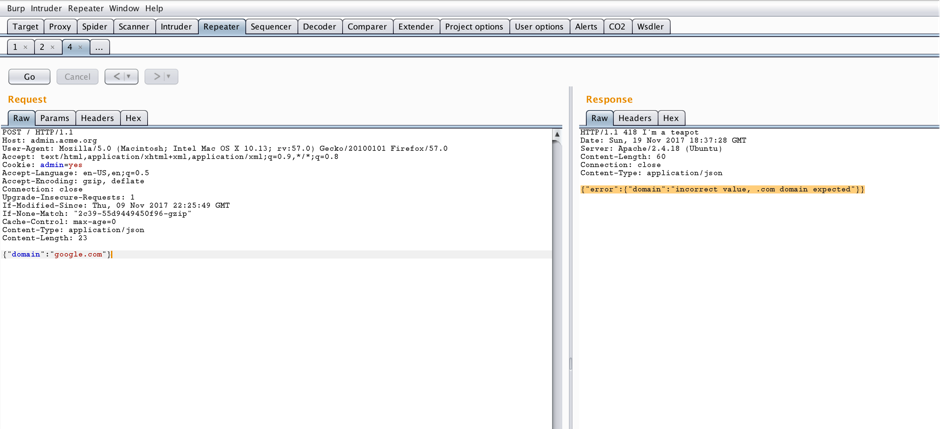 Burp Intruder Repeater Window Help
Target Proxy Spider Scanner Intruder Repeater Sequencer Decoder Comparer Extender Project options User options Alerts CO2 Wsdler
1 × 2 × 4 × ...
Go Cancel < | ▼ > | ▼
Request
Raw Params Headers Hex
POST / HTTP/1.1
Host: admin.acme.org
User-Agent: Mozilla/5.0 (Macintosh; Intel Mac OS X 10.13; rv:57.0) Gecko/20100101 Firefox/57.0
Accept: text/html,application/xhtml+xml,application/xml;q=0.9,*/*;q=0.8
Cookie: admin=yes
Accept-Language: en-US,en;q=0.5
Accept-Encoding: gzip, deflate
Connection: close
Upgrade-Insecure-Requests: 1
If-Modified-Since: Thu, 09 Nov 2017 22:25:49 GMT
If-None-Match: "2c39-55d9449450f96-gzip"
Cache-Control: max-age=0
Content-Type: application/json
Content-Length: 23
{"domain":"google.com"}
Response
Raw Headers Hex
HTTP/1.1 418 I'm a teapot
Date: Sun, 19 Nov 2017 18:37:28 GMT
Server: Apache/2.4.18 (Ubuntu)
Content-Length: 60
Connection: close
Content-Type: application/json
{"error":{"domain":"incorrect value, .com domain expected"}}